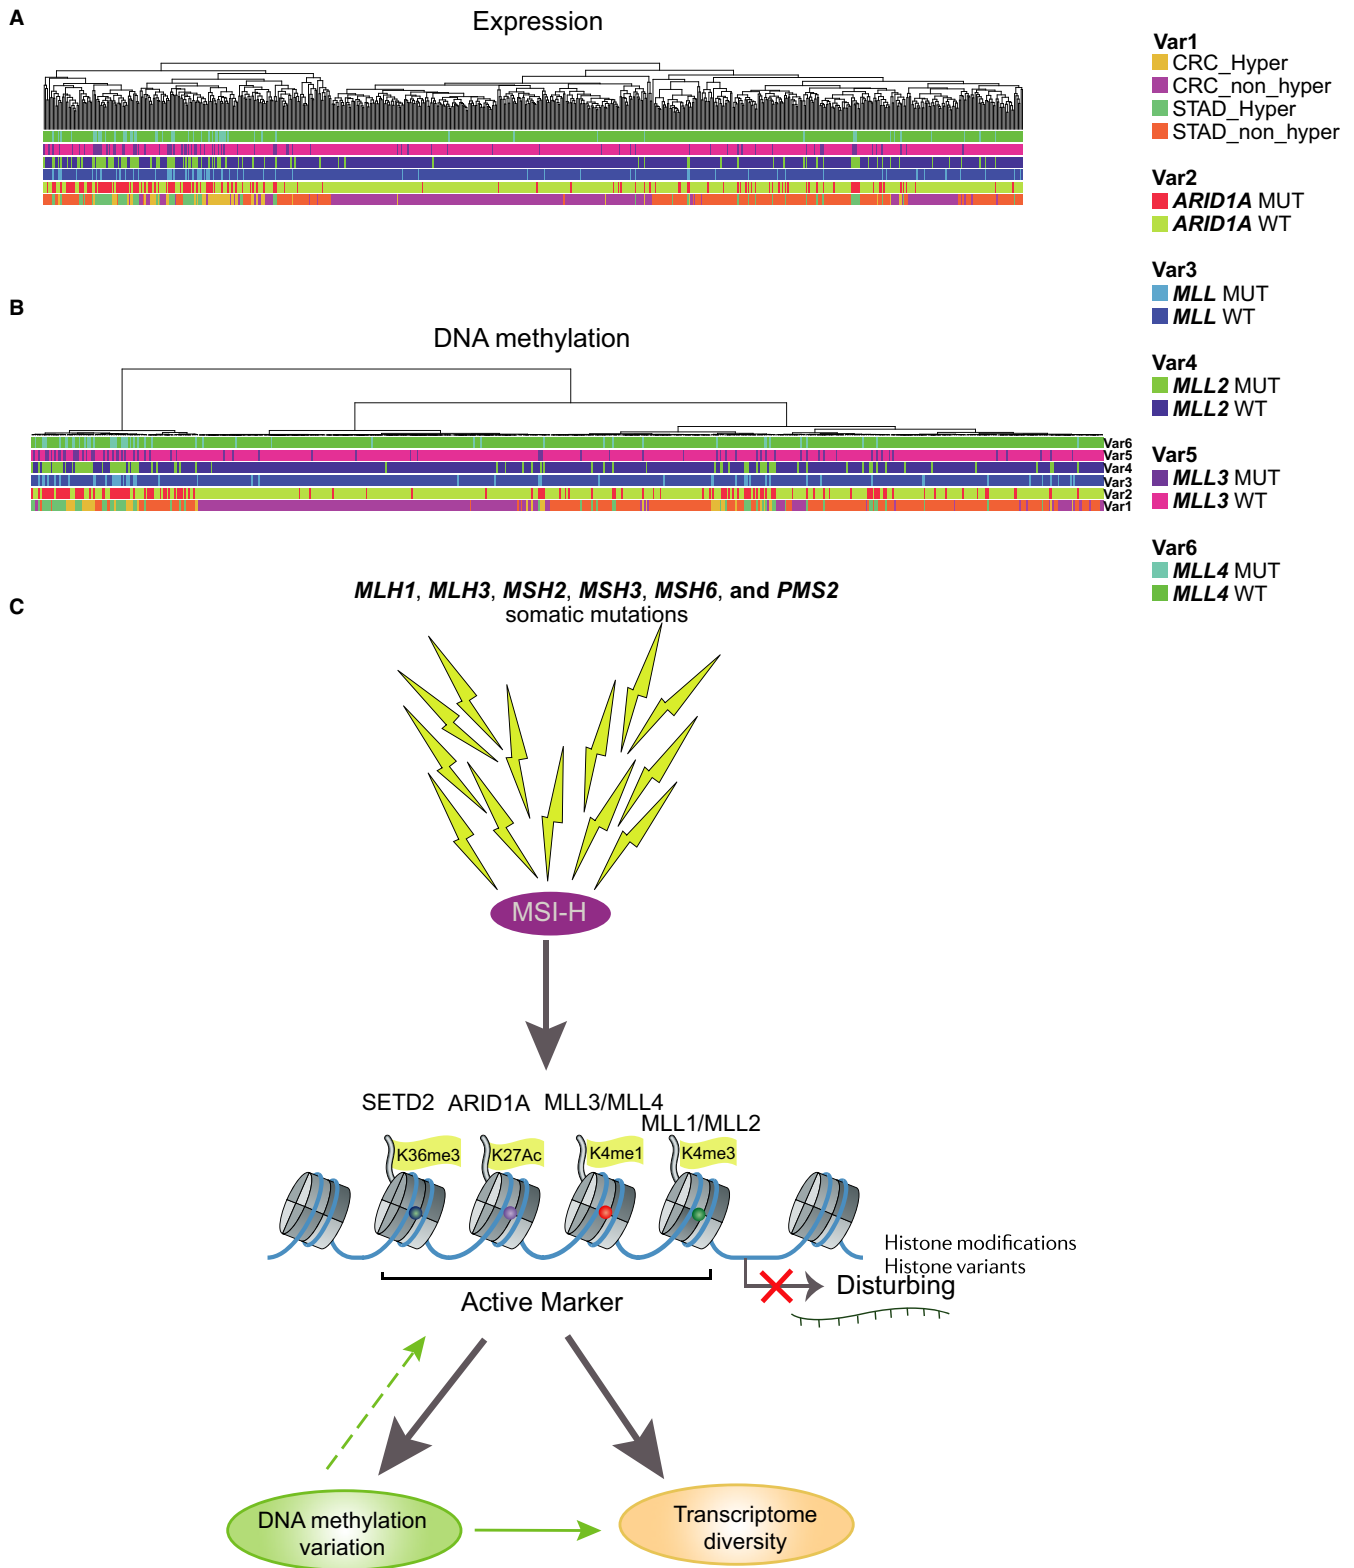 A
Expression
Var1
CRC_Hyper
CRC_non_hyper
STAD_Hyper
STAD_non_hyper
Var2
ARID1A MUT
ARID1A WT
Var3
MLL MUT
MLL WT
Var4
MLL2 MUT
MLL2 WT
Var5
MLL3 MUT
MLL3 WT
Var6
MLL4 MUT
MLL4 WT
B
DNA methylation
Var6
Var5
Var4
Var3
Var2
Var1
C
MLH1, MLH3, MSH2, MSH3, MSH6, and PMS2
somatic mutations
MSI-H
SETD2 ARID1A MLL3/MLL4
MLL1/MLL2
K36me3 K27Ac K4me1 K4me3
Histone modifications
Histone variants
Disturbing
Active Marker
DNA methylation
variation
Transcriptome
diversity